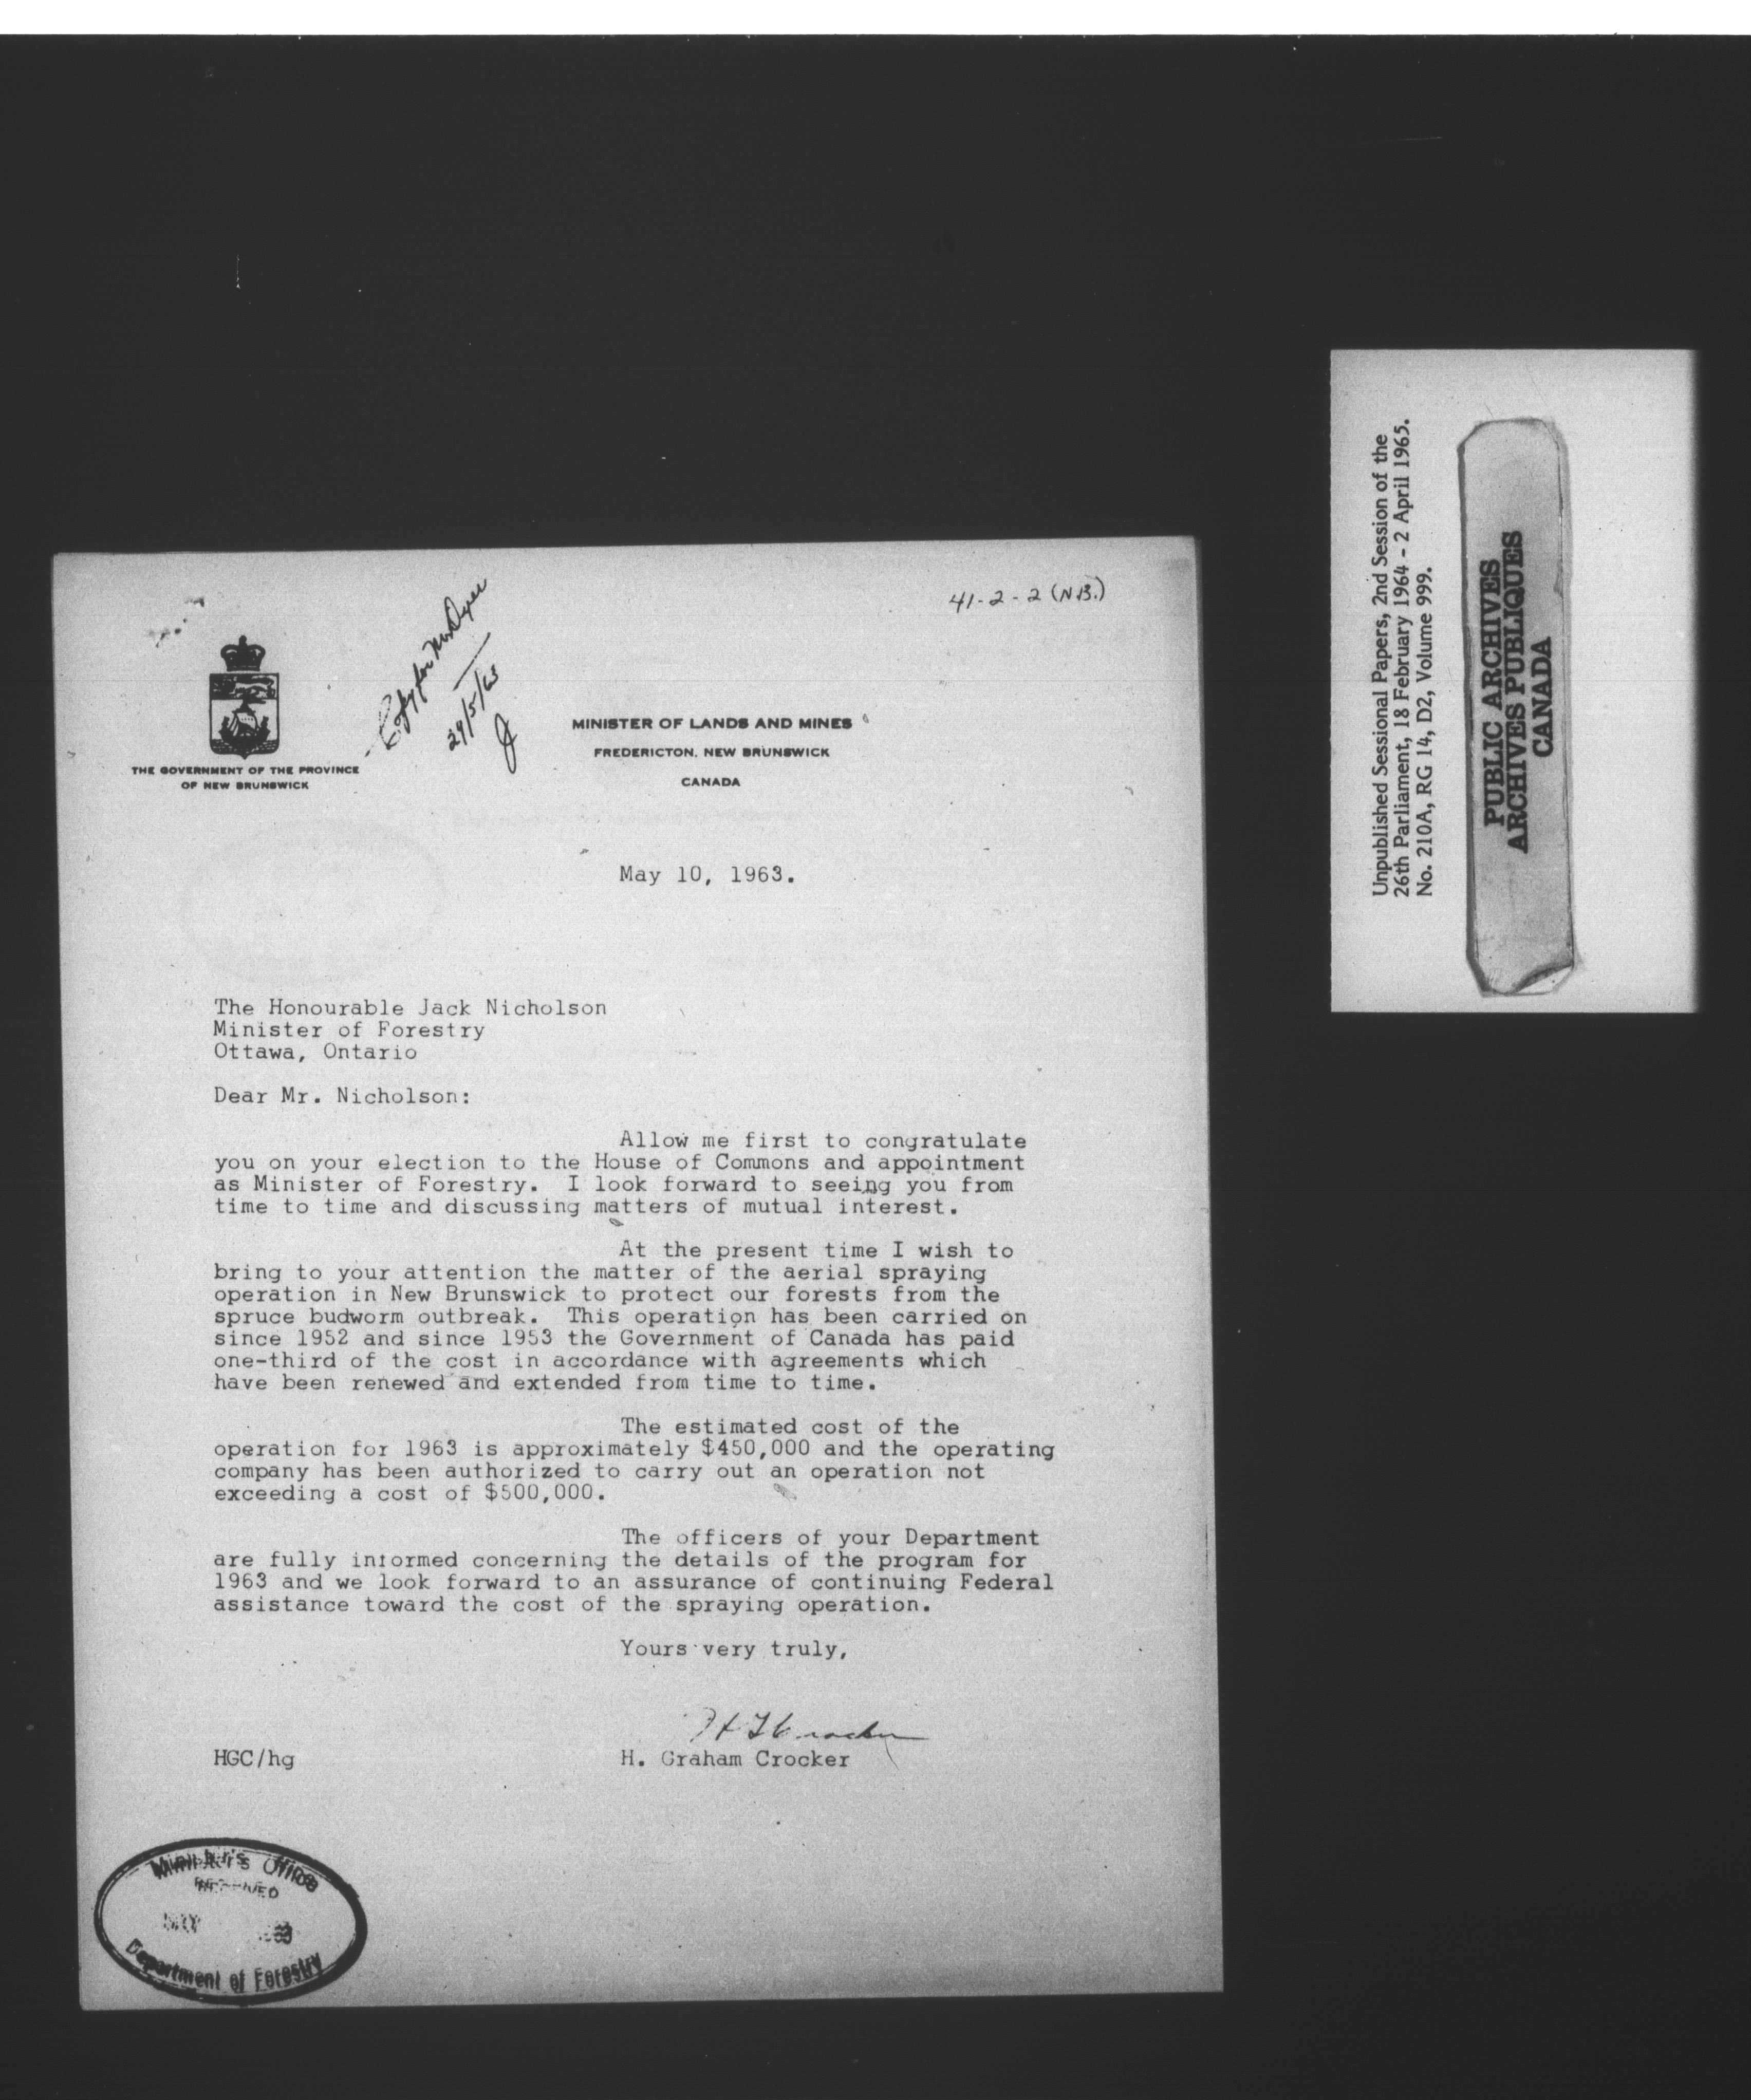 41-2-2 (N.B.)
Copy for Mr Dyer
24/5/63
THE GOVERNMENT OF THE PROVINCE
OF NEW BRUNSWICK
MINISTER OF LANDS AND MINES
FREDERICTON, NEW BRUNSWICK
CANADA
May 10, 1963.
The Honourable Jack Nicholson
Minister of Forestry
Ottawa, Ontario
Dear Mr. Nicholson:
Allow me first to congratulate
you on your election to the House of Commons and appointment
as Minister of Forestry. I look forward to seeing you from
time to time and discussing matters of mutual interest.
At the present time I wish to
bring to your attention the matter of the aerial spraying
operation in New Brunswick to protect our forests from the
spruce budworm outbreak. This operation has been carried on
since 1952 and since 1953 the Government of Canada has paid
one-third of the cost in accordance with agreements which
have been renewed and extended from time to time.
The estimated cost of the
operation for 1963 is approximately $450,000 and the operating
company has been authorized to carry out an operation not
exceeding a cost of $500,000.
The officers of your Department
are fully informed concerning the details of the program for
1963 and we look forward to an assurance of continuing Federal
assistance toward the cost of the spraying operation.
Yours very truly,
H G Crocker
HGC/hg
H. Graham Crocker
Minister's Office
RECEIVED
Department of Forestry
Unpublished Sessional Papers, 2nd Session of the
26th Parliament, 18 February 1964 - 2 April 1965.
No. 210A, RG 14, D2, Volume 999.
PUBLIC ARCHIVES
ARCHIVES PUBLIQUES
CANADA